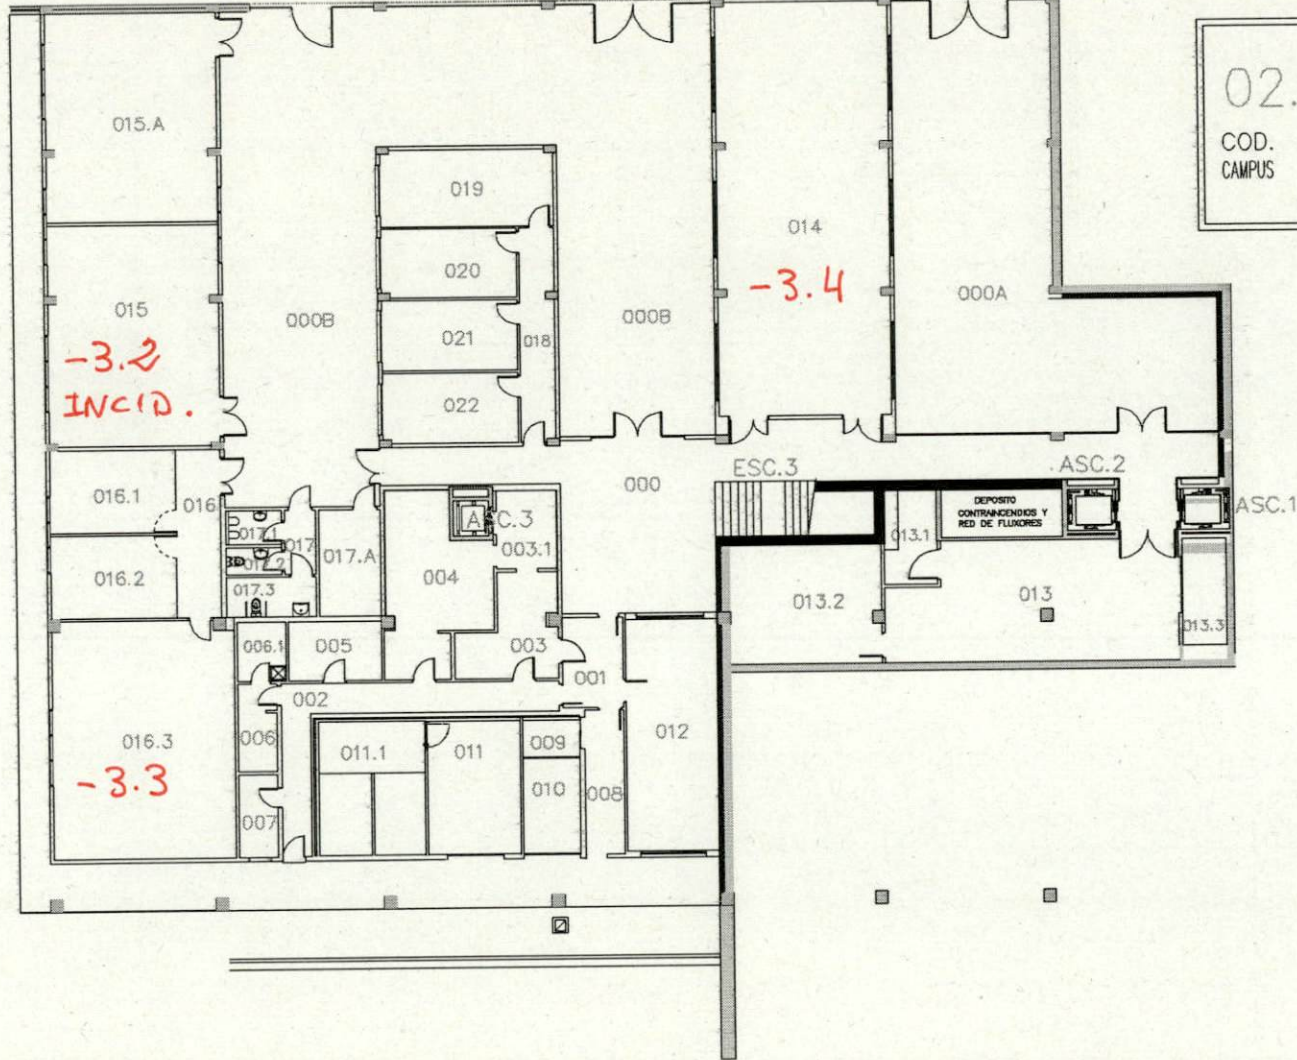 02.
COD.
CAMPUS
015.A
019
014
020
000A
015
000B
000B
021
018
-3.4
-3.2
INCID.
022
ESC.3
ASC.2
016.1
016
000
DEPOSITO
CONTRAINCENDIOS Y
RED DE FLUXORES
ASC.1
ASC.3
017.1
017
017.A
003.1
013.1
016.2
017.2
004
017.3
013.2
013
013.3
006.1
005
003
001
002
016.3
006
011.1
011
009
012
-3.3
010
008
007